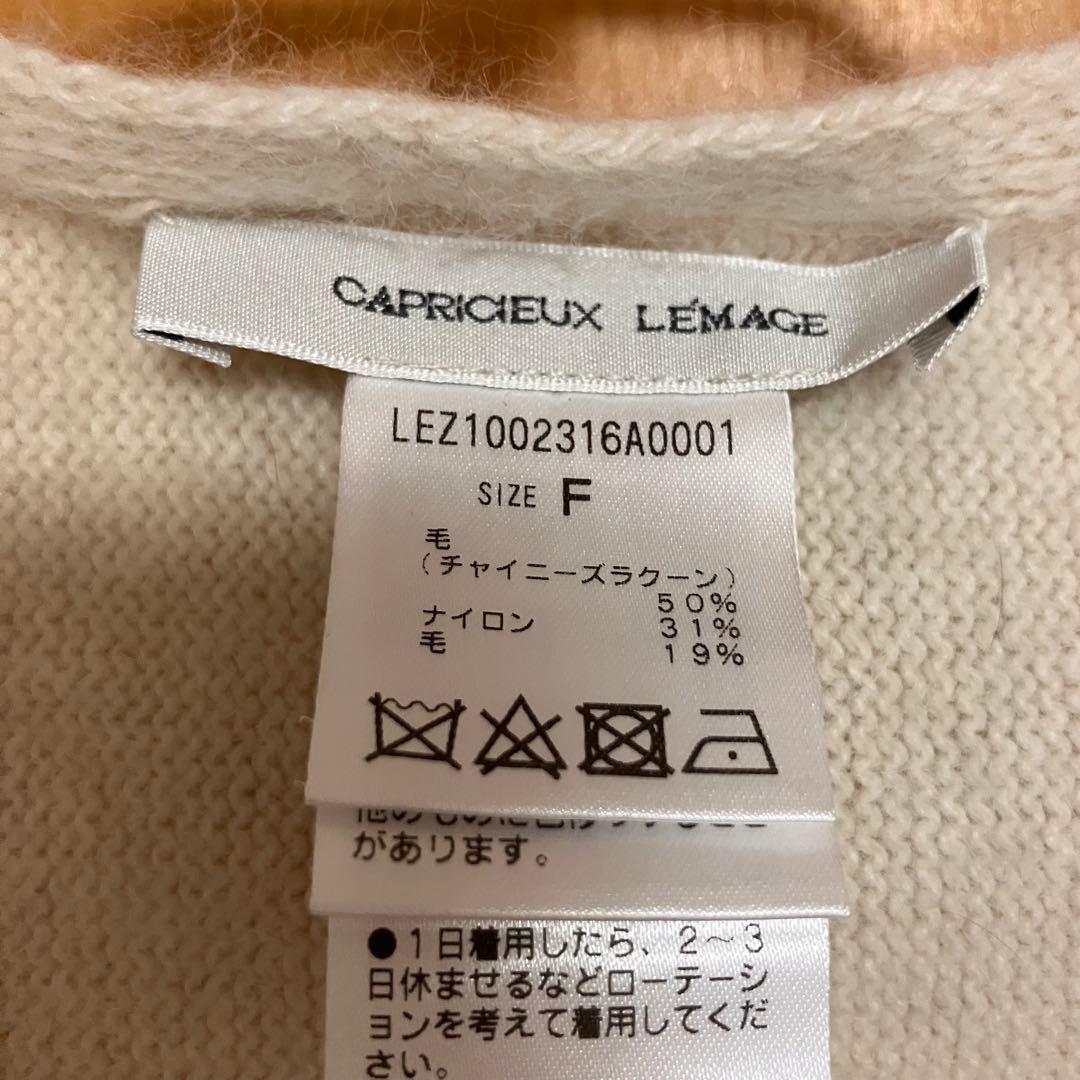 CAPRICIEUX LÉMAGE
LEZ1002316A0001
SIZE F
毛
(チャイニーズラクーン)
50%
ナイロン 31%
毛 19%
があります。
●1日着用したら、2～3
日休ませるなどローテーシ
ョンを考えて着用してくだ
さい。